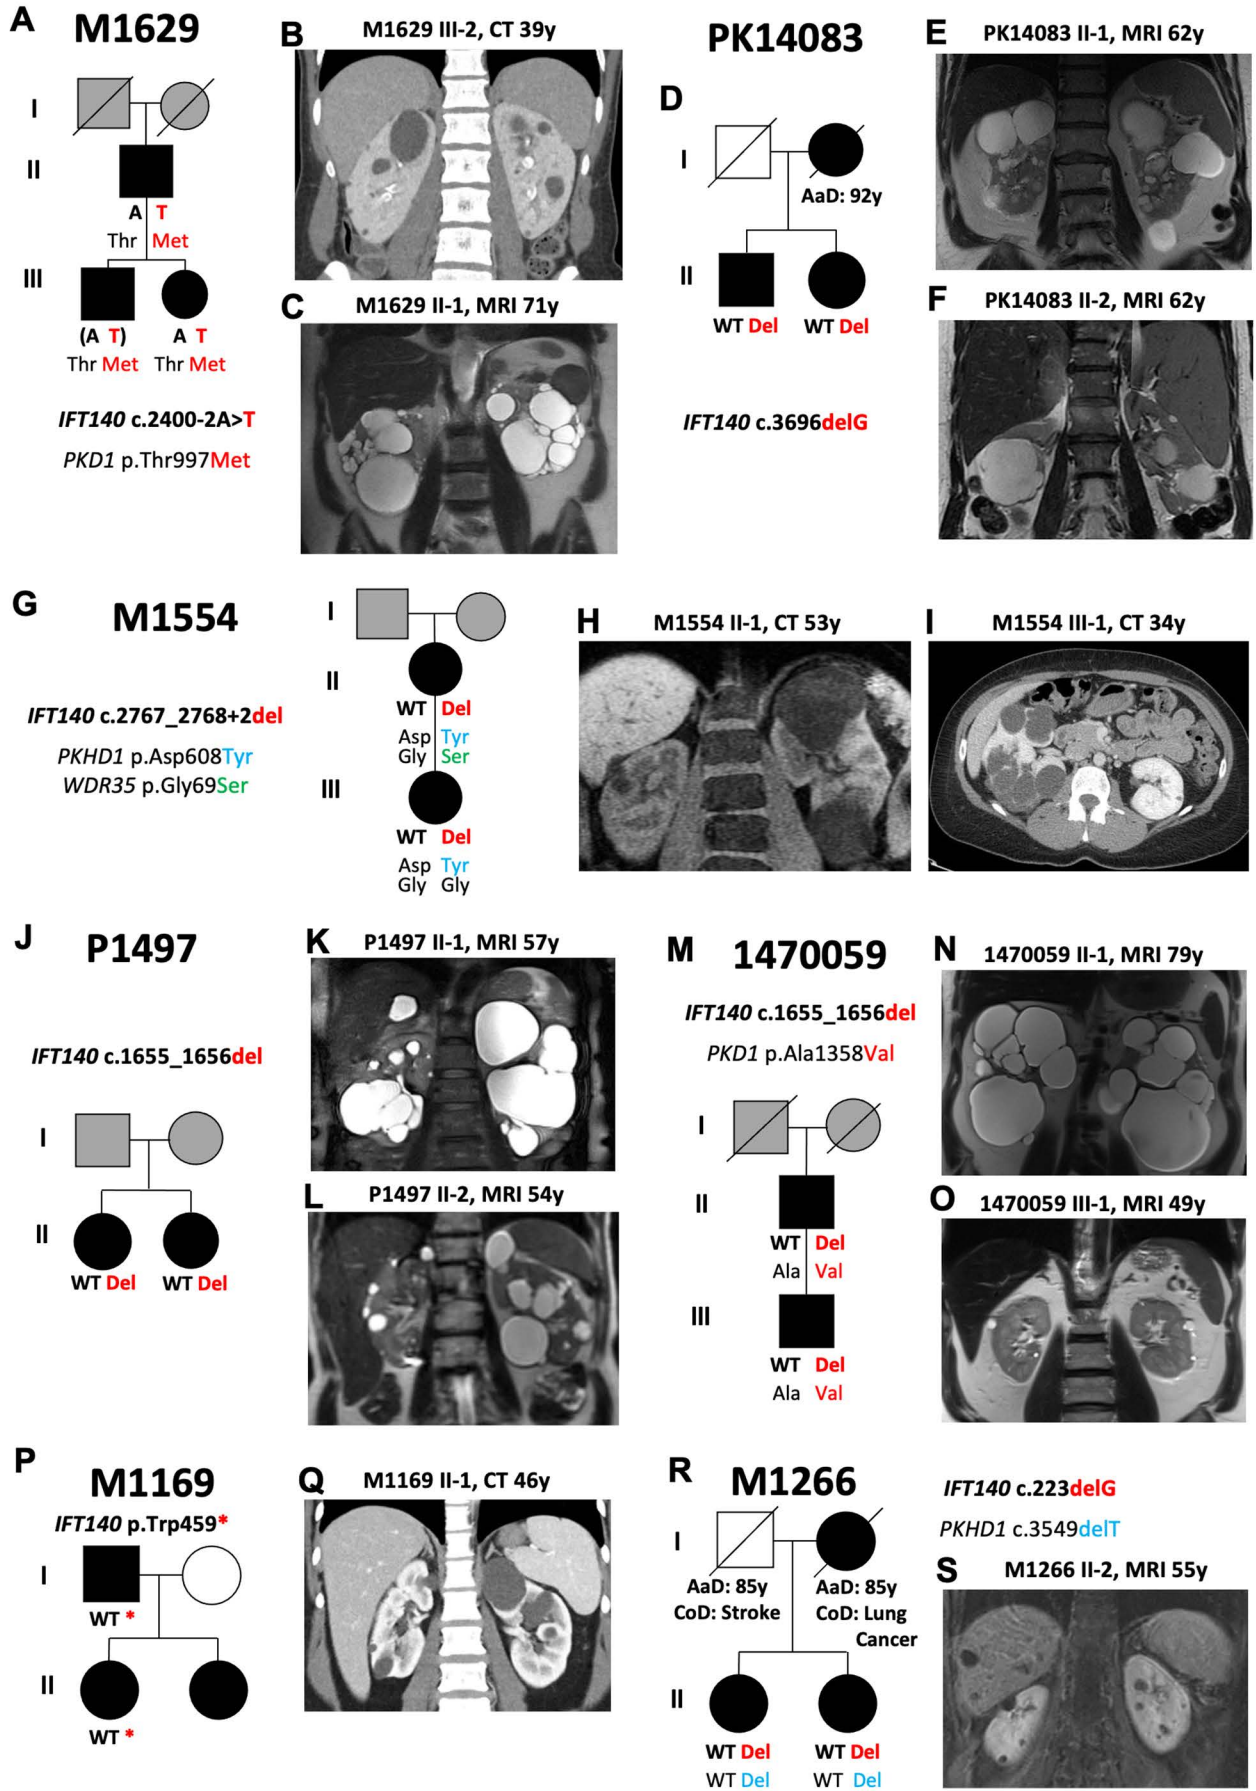 A
M1629
I
II
A T
Thr Met
III
(A T) A T
Thr Met Thr Met
IFT140 c.2400-2A>T
PKD1 p.Thr997Met
B
M1629 III-2, CT 39y
C
M1629 II-1, MRI 71y
PK14083
D
I
AaD: 92y
II
WT Del WT Del
IFT140 c.3696delG
E
PK14083 II-1, MRI 62y
F
PK14083 II-2, MRI 62y
G
M1554
IFT140 c.2767_2768+2del
PKHD1 p.Asp608Tyr
WDR35 p.Gly69Ser
I
II
WT Del
Asp Tyr
Gly Ser
III
WT Del
Asp Tyr
Gly Gly
H
M1554 II-1, CT 53y
I
M1554 III-1, CT 34y
J
P1497
IFT140 c.1655_1656del
I
II
WT Del WT Del
K
P1497 II-1, MRI 57y
L
P1497 II-2, MRI 54y
M
1470059
IFT140 c.1655_1656del
PKD1 p.Ala1358Val
I
II
WT Del
Ala Val
III
WT Del
Ala Val
N
1470059 II-1, MRI 79y
O
1470059 III-1, MRI 49y
P
M1169
IFT140 p.Trp459*
I
WT *
II
WT *
Q
M1169 II-1, CT 46y
R
M1266
I
AaD: 85y AaD: 85y
CoD: Stroke CoD: Lung
Cancer
II
WT Del WT Del
WT Del WT Del
IFT140 c.223delG
PKHD1 c.3549delT
S
M1266 II-2, MRI 55y